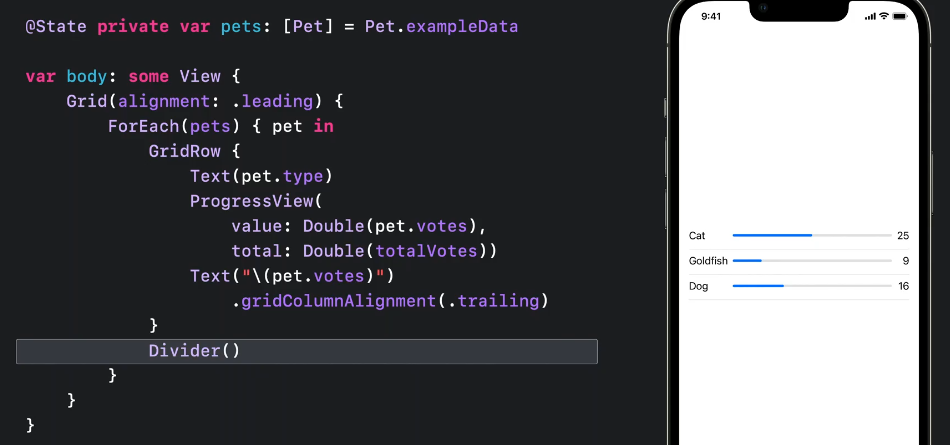 @State private var pets: [Pet] = Pet.exampleData
var body: some View {
Grid(alignment: .leading) {
ForEach(pets) { pet in
GridRow {
Text(pet.type)
ProgressView(
value: Double(pet.votes),
total: Double(totalVotes))
Text("\(pet.votes)")
.gridColumnAlignment(.trailing)
}
Divider()
}
}
}
9:41
Cat 25
Goldfish 9
Dog 16